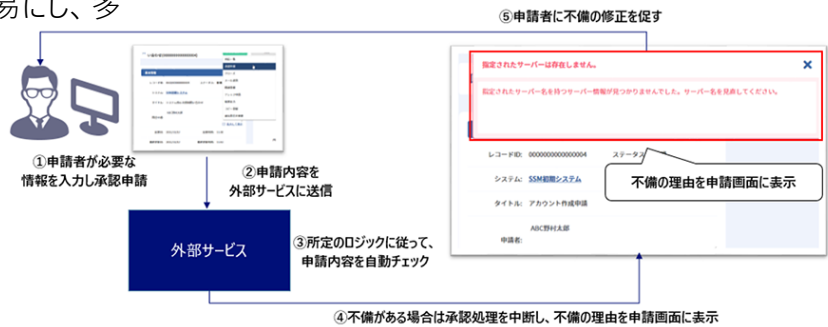 易にし、多
⑤申請者に不備の修正を促す
指定されたサーバーは存在しません。
×
指定されたサーバー名を持つサーバー情報が見つかりませんでした。サーバー名を見直してください。
レコードID: 0000000000000004
ステータス
システム: SSM初期システム
タイトル: アカウント作成申請
ABC野村太郎
申請者:
不備の理由を申請画面に表示
①申請者が必要な
情報を入力し承認申請
②申請内容を
外部サービスに送信
外部サービス
③所定のロジックに従って、
申請内容を自動チェック
④不備がある場合は承認処理を中断し、不備の理由を申請画面に表示